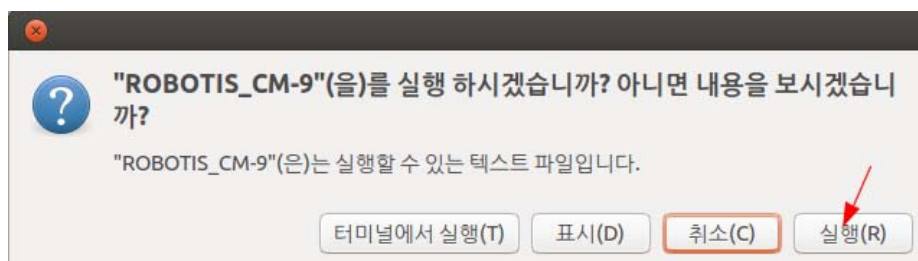 "ROBOTIS_CM-9"(을)를 실행 하시겠습니까? 아니면 내용을 보시겠습니
까?
"ROBOTIS_CM-9"(은)는 실행할 수 있는 텍스트 파일입니다.
터미널에서 실행(T) 표시(D) 취소(C) 실행(R)